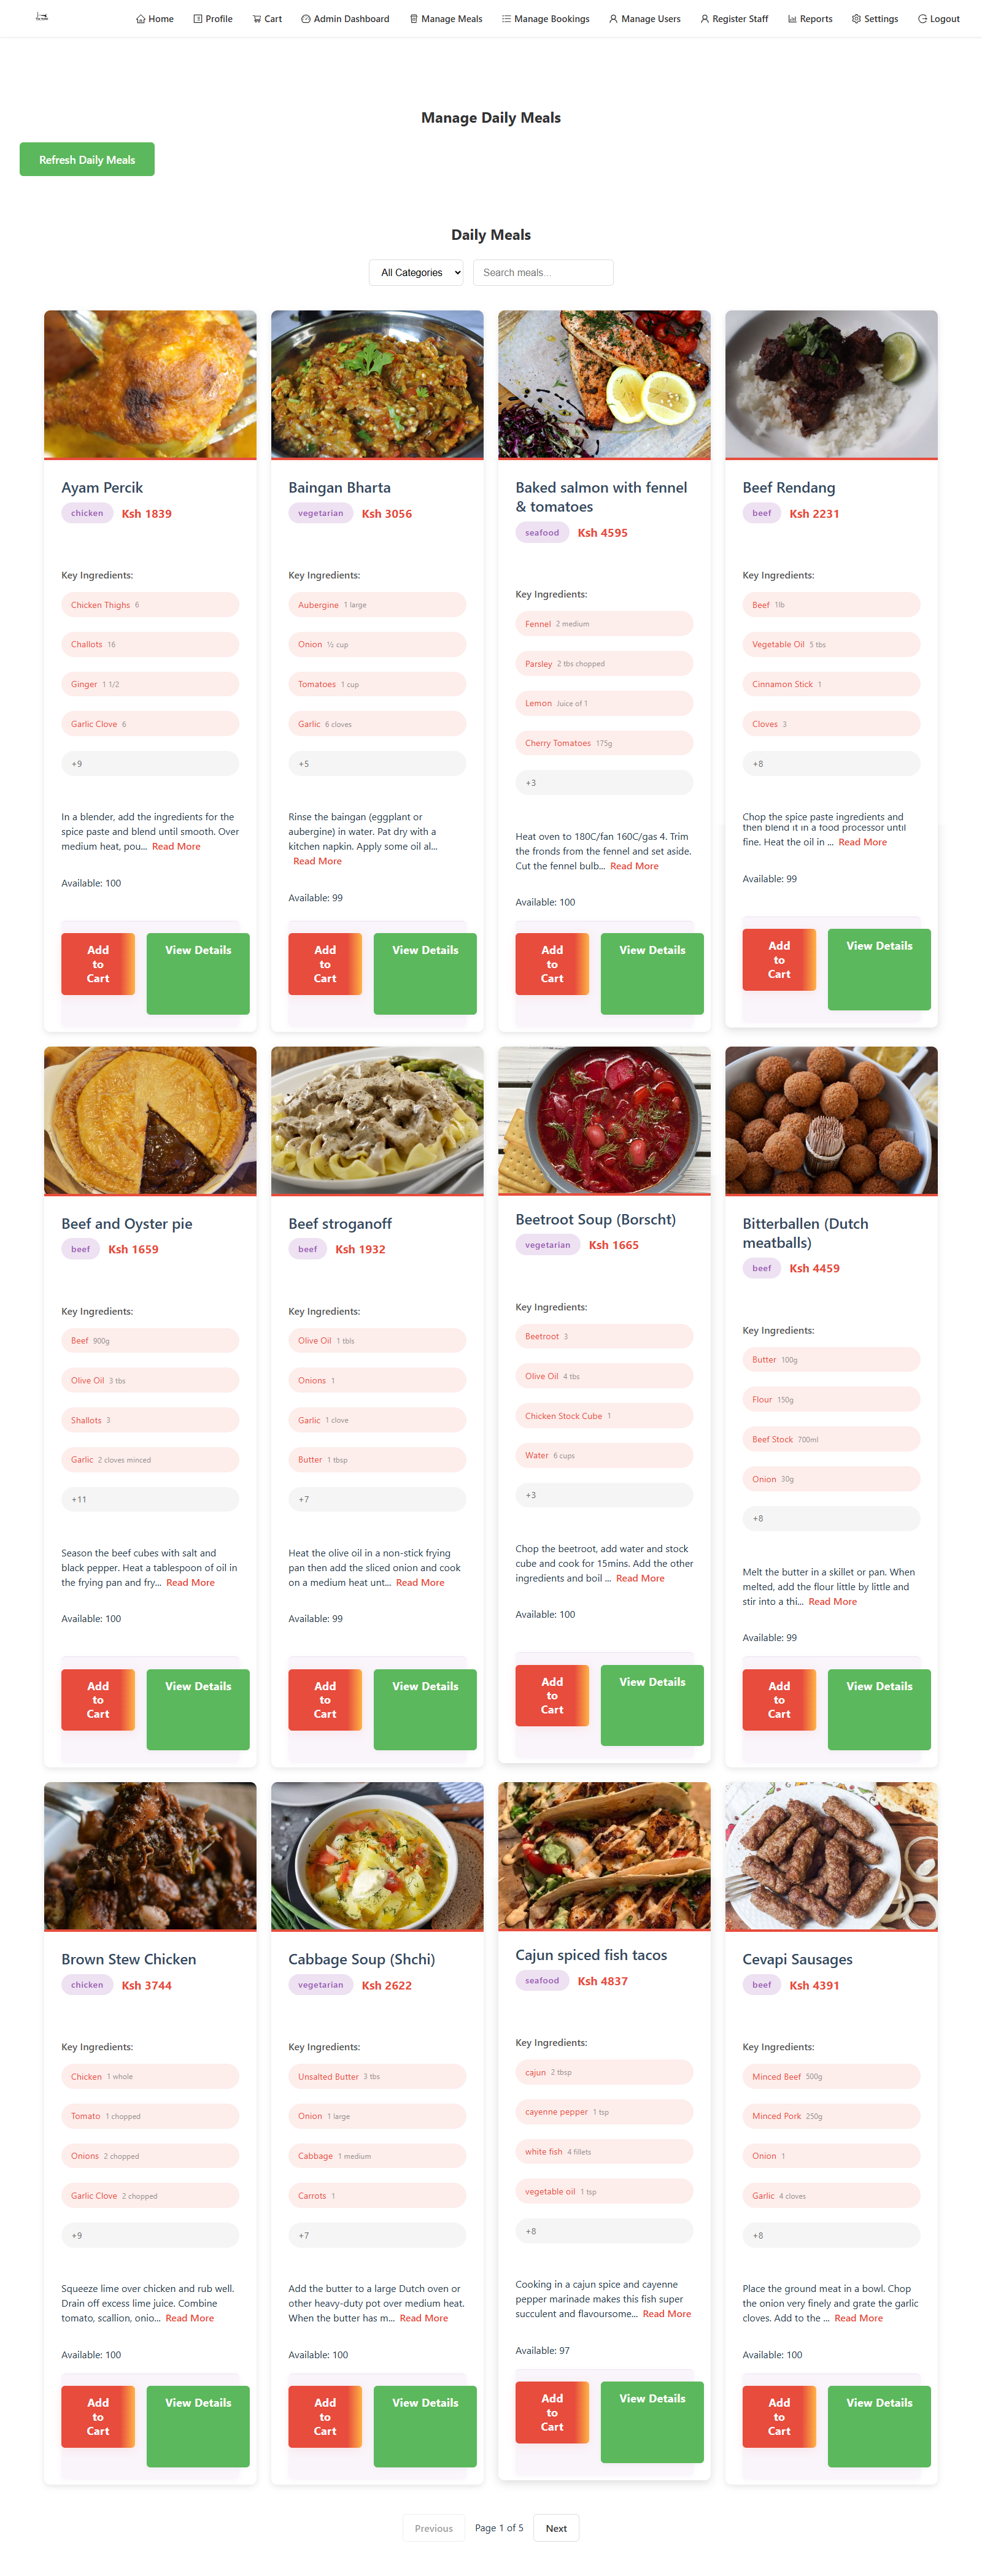 Home
Profile
Cart
Admin Dashboard
Manage Meals
Manage Bookings
Manage Users
Register Staff
Reports
Settings
Logout
Manage Daily Meals
Refresh Daily Meals
Daily Meals
All Categories
Search meals...
Ayam Percik
chicken Ksh 1839
Key Ingredients:
Chicken Thighs 6
Challots 16
Ginger 1 1/2
Garlic Clove 6
+9
In a blender, add the ingredients for the
spice paste and blend until smooth. Over
medium heat, pou... Read More
Available: 100
Add
to
Cart
View Details
Baingan Bharta
vegetarian Ksh 3056
Key Ingredients:
Aubergine 1 large
Onion ½ cup
Tomatoes 1 cup
Garlic 6 cloves
+5
Rinse the baingan (eggplant or
aubergine) in water. Pat dry with a
kitchen napkin. Apply some oil al...
Read More
Available: 99
Add
to
Cart
View Details
Baked salmon with fennel
& tomatoes
seafood Ksh 4595
Key Ingredients:
Fennel 2 medium
Parsley 2 tbs chopped
Lemon Juice of 1
Cherry Tomatoes 175g
+3
Heat oven to 180C/fan 160C/gas 4. Trim
the fronds from the fennel and set aside.
Cut the fennel bulb... Read More
Available: 100
Add
to
Cart
View Details
Beef Rendang
beef Ksh 2231
Key Ingredients:
Beef 1lb
Vegetable Oil 5 tbs
Cinnamon Stick 1
Cloves 3
+8
Chop the spice paste ingredients and
then blend it in a food processor until
fine. Heat the oil in ... Read More
Available: 99
Add
to
Cart
View Details
Beef and Oyster pie
beef Ksh 1659
Key Ingredients:
Beef 900g
Olive Oil 3 tbs
Shallots 3
Garlic 2 cloves minced
+11
Season the beef cubes with salt and
black pepper. Heat a tablespoon of oil in
the frying pan and fry... Read More
Available: 100
Add
to
Cart
View Details
Beef stroganoff
beef Ksh 1932
Key Ingredients:
Olive Oil 1 tbls
Onions 1
Garlic 1 clove
Butter 1 tbsp
+7
Heat the olive oil in a non-stick frying
pan then add the sliced onion and cook
on a medium heat unt... Read More
Available: 99
Add
to
Cart
View Details
Beetroot Soup (Borscht)
vegetarian Ksh 1665
Key Ingredients:
Beetroot 3
Olive Oil 4 tbs
Chicken Stock Cube 1
Water 6 cups
+3
Chop the beetroot, add water and stock
cube and cook for 15mins. Add the other
ingredients and boil ... Read More
Available: 100
Add
to
Cart
View Details
Bitterballen (Dutch
meatballs)
beef Ksh 4459
Key Ingredients:
Butter 100g
Flour 150g
Beef Stock 700ml
Onion 30g
+8
Melt the butter in a skillet or pan. When
melted, add the flour little by little and
stir into a thi... Read More
Available: 99
Add
to
Cart
View Details
Brown Stew Chicken
chicken Ksh 3744
Key Ingredients:
Chicken 1 whole
Tomato 1 chopped
Onions 2 chopped
Garlic Clove 2 chopped
+9
Squeeze lime over chicken and rub well.
Drain off excess lime juice. Combine
tomato, scallion, onio... Read More
Available: 100
Add
to
Cart
View Details
Cabbage Soup (Shchi)
vegetarian Ksh 2622
Key Ingredients:
Unsalted Butter 3 tbs
Onion 1 large
Cabbage 1 medium
Carrots 1
+7
Add the butter to a large Dutch oven or
other heavy-duty pot over medium heat.
When the butter has m... Read More
Available: 100
Add
to
Cart
View Details
Cajun spiced fish tacos
seafood Ksh 4837
Key Ingredients:
cajun 2 tbsp
cayenne pepper 1 tsp
white fish 4 fillets
vegetable oil 1 tsp
+8
Cooking in a cajun spice and cayenne
pepper marinade makes this fish super
succulent and flavoursome... Read More
Available: 97
Add
to
Cart
View Details
Cevapi Sausages
beef Ksh 4391
Key Ingredients:
Minced Beef 500g
Minced Pork 250g
Onion 1
Garlic 4 cloves
+8
Place the ground meat in a bowl. Chop
the onion very finely and grate the garlic
cloves. Add to the ... Read More
Available: 100
Add
to
Cart
View Details
Previous
Page 1 of 5
Next